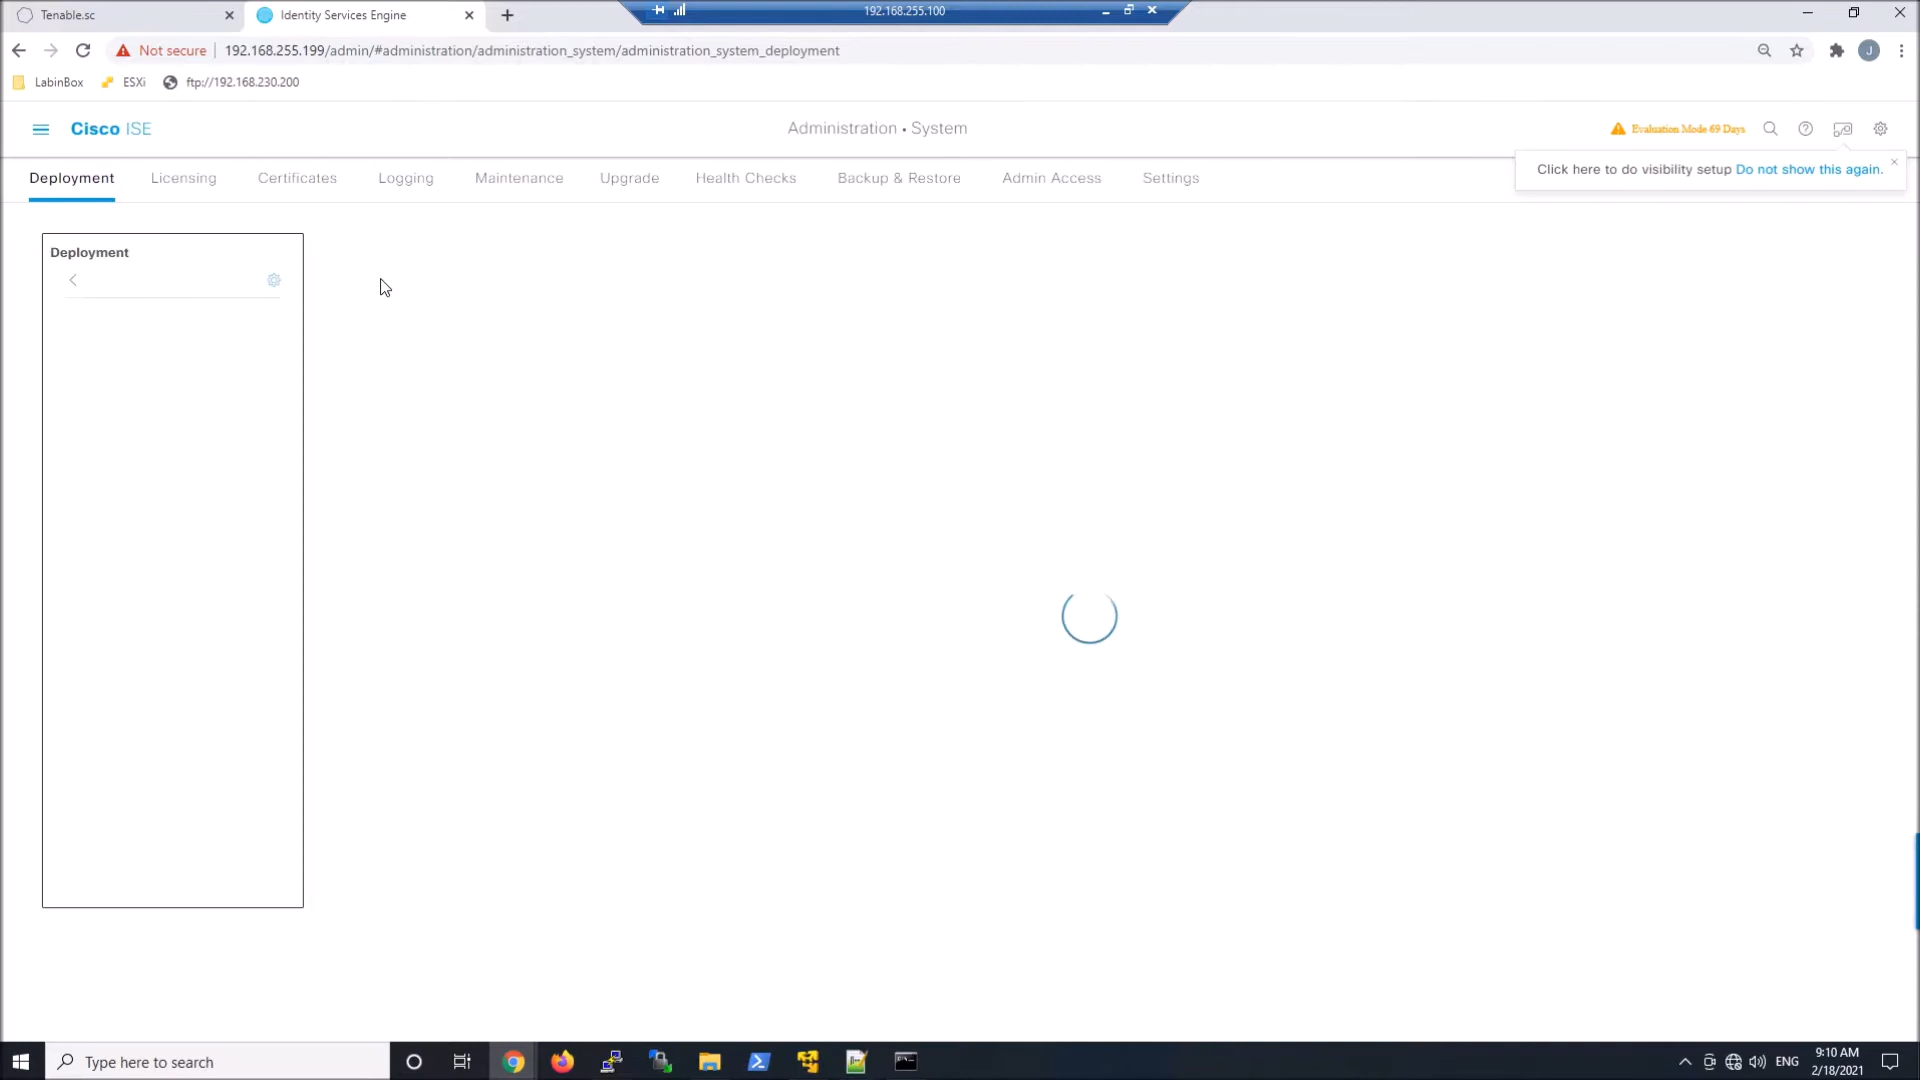 Tenable.sc
Identity Services Engine
192.168.255.100
Not secure
192.168.255.199/admin/#administration/administration_system/administration_system_deployment
J
LabinBox
ESXi
ftp://192.168.230.200
Cisco ISE
Administration • System
Evaluation Mode 69 Days
Click here to do visibility setup Do not show this again.
Deployment
Licensing
Certificates
Logging
Maintenance
Upgrade
Health Checks
Backup & Restore
Admin Access
Settings
Deployment
Type here to search
ENG
9:10 AM
2/18/2021